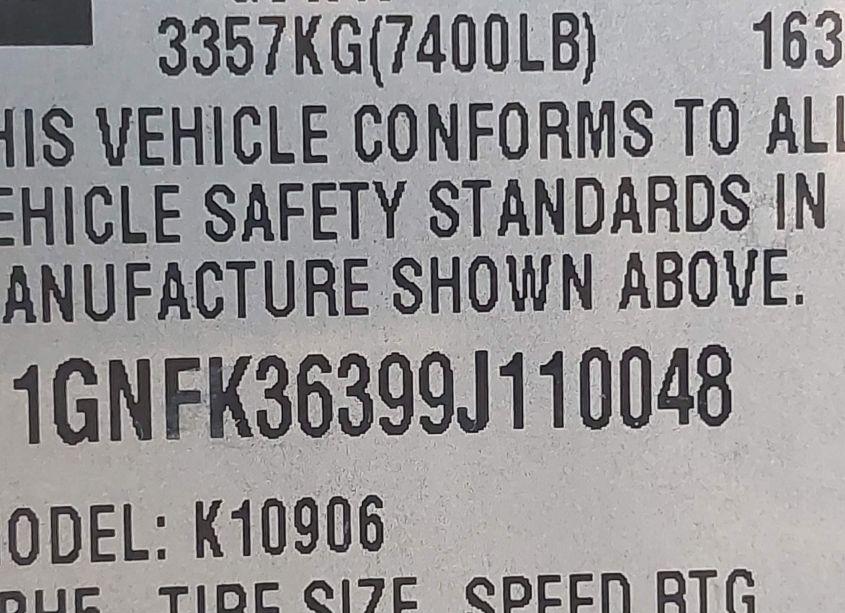 3357KG(7400LB) 163
HIS VEHICLE CONFORMS TO ALL
EHICLE SAFETY STANDARDS IN
ANUFACTURE SHOWN ABOVE.
1GNFK36399J110048
ODEL: K10906
TIRE SIZE SPEED RTG